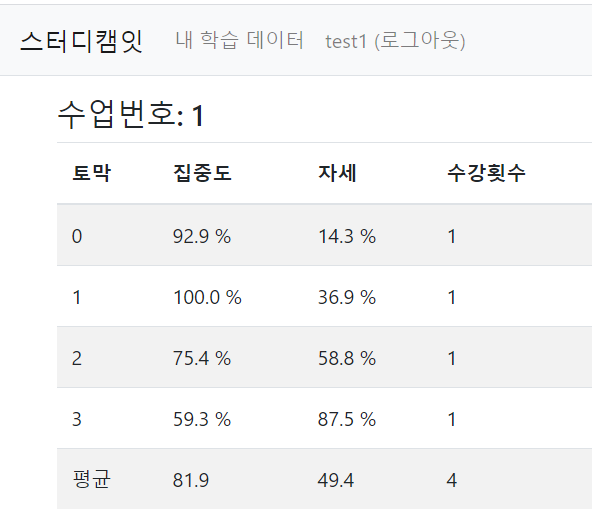 스터디캠잇 내 학습 데이터 test1 (로그아웃)
수업번호: 1
토막 집중도 자세 수강횟수
0 92.9 % 14.3 % 1
1 100.0 % 36.9 % 1
2 75.4 % 58.8 % 1
3 59.3 % 87.5 % 1
평균 81.9 49.4 4